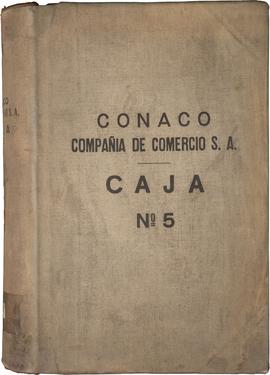 CONACO
COMPAÑIA DE COMERCIO S. A.
CAJA
Nº 5